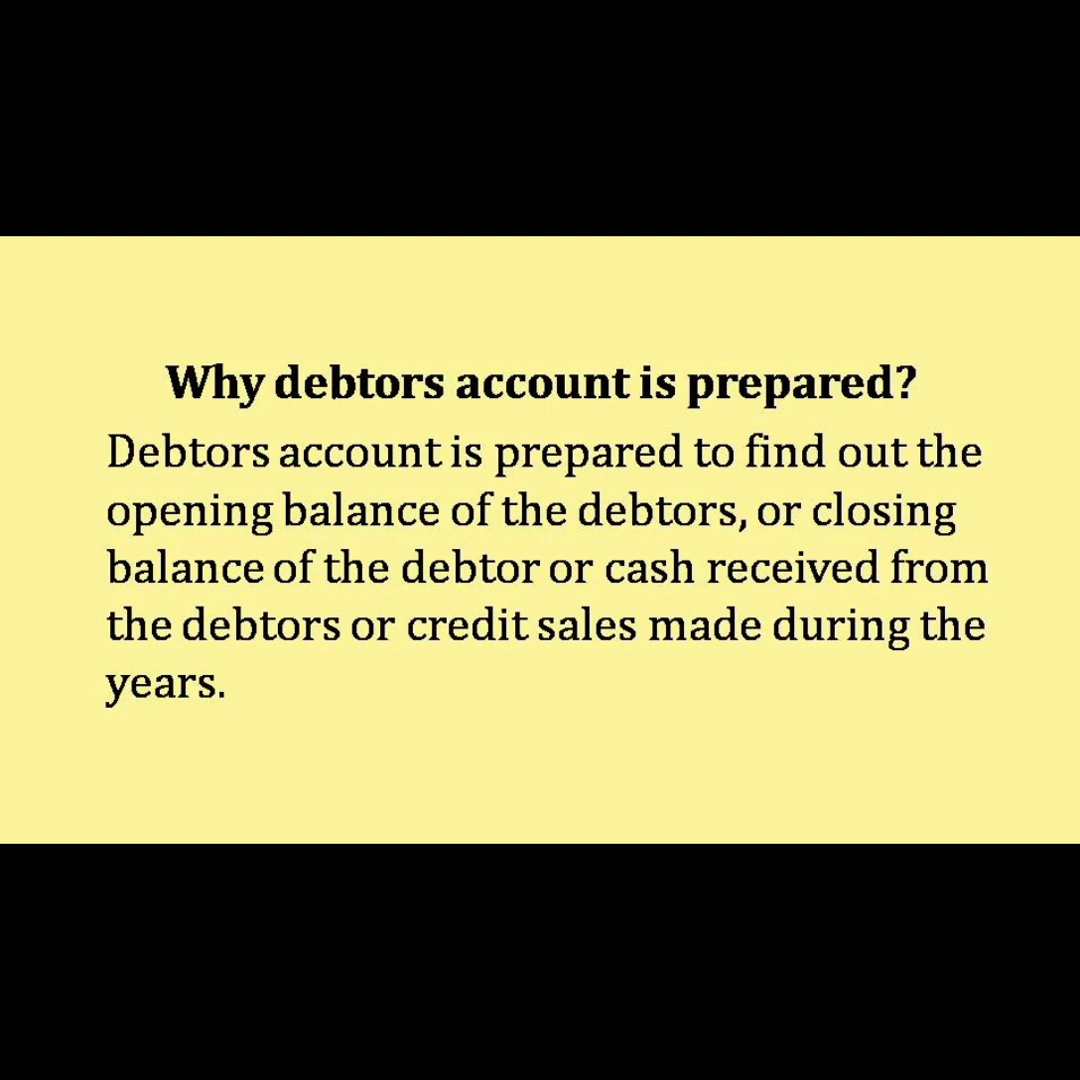 Why debtors account is prepared?
Debtors account is prepared to find out the
opening balance of the debtors, or closing
balance of the debtor or cash received from
the debtors or credit sales made during the
years.